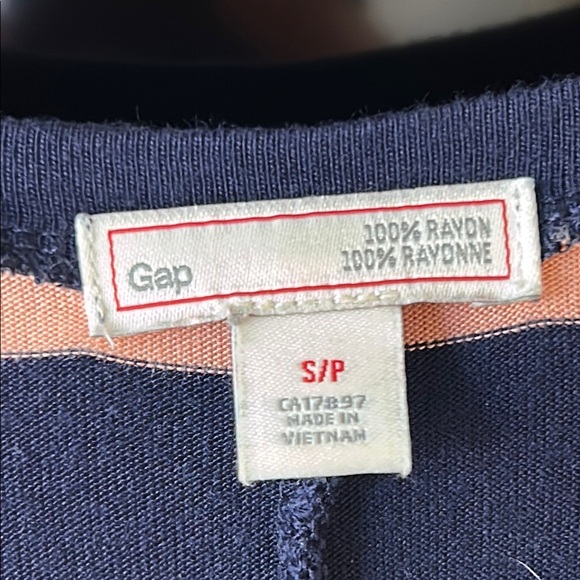 Gap
100% RAYON
100% RAYONNE
S/P
CA17897
MADE IN
VIETNAM